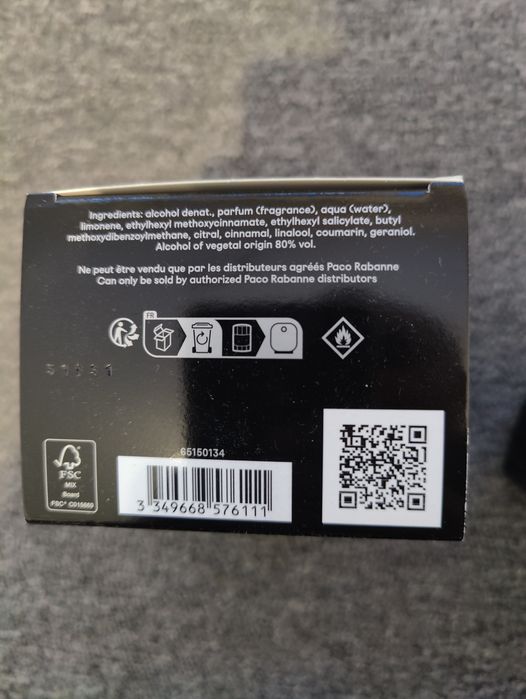 Ingredients: alcohol denat., parfum (fragrance), aqua (water),
limonene, ethylhexyl methoxycinnamate, ethylhexyl salicylate, butyl
methoxydibenzoylmethane, citral, cinnamal, linalool, coumarin, geraniol.
Alcohol of vegetal origin 80% vol.
Ne peut être vendu que par les distributeurs agréés Paco Rabanne
Can only be sold by authorized Paco Rabanne distributors
FR
65150134
FSC
MIX
Board
3 349668 576111